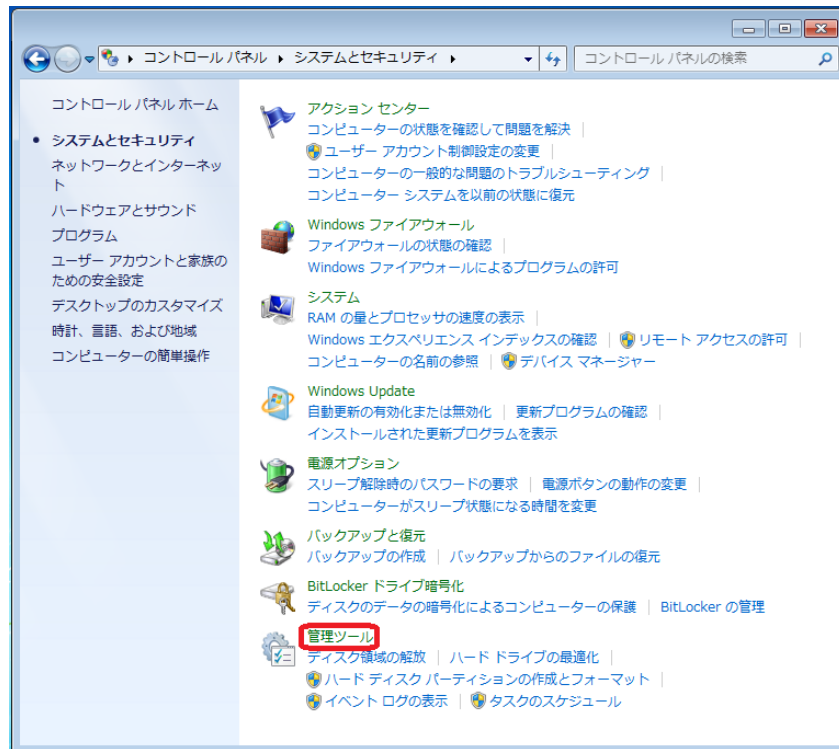 コントロール パネル ▸ システムとセキュリティ ▸
コントロール パネルの検索
コントロール パネル ホーム
システムとセキュリティ
ネットワークとインターネッ
ト
ハードウェアとサウンド
プログラム
ユーザー アカウントと家族の
ための安全設定
デスクトップのカスタマイズ
時計、言語、および地域
コンピューターの簡単操作
アクション センター
コンピューターの状態を確認して問題を解決
ユーザー アカウント制御設定の変更
コンピューターの一般的な問題のトラブルシューティング
コンピューター システムを以前の状態に復元
Windows ファイアウォール
ファイアウォールの状態の確認
Windows ファイアウォールによるプログラムの許可
システム
RAM の量とプロセッサの速度の表示
Windows エクスペリエンス インデックスの確認 リモート アクセスの許可
コンピューターの名前の参照 デバイス マネージャー
Windows Update
自動更新の有効化または無効化 更新プログラムの確認
インストールされた更新プログラムを表示
電源オプション
スリープ解除時のパスワードの要求 電源ボタンの動作の変更
コンピューターがスリープ状態になる時間を変更
バックアップと復元
バックアップの作成 バックアップからのファイルの復元
BitLocker ドライブ暗号化
ディスクのデータの暗号化によるコンピューターの保護 BitLocker の管理
管理ツール
ディスク領域の解放 ハード ドライブの最適化
ハード ディスク パーティションの作成とフォーマット
イベント ログの表示 タスクのスケジュール